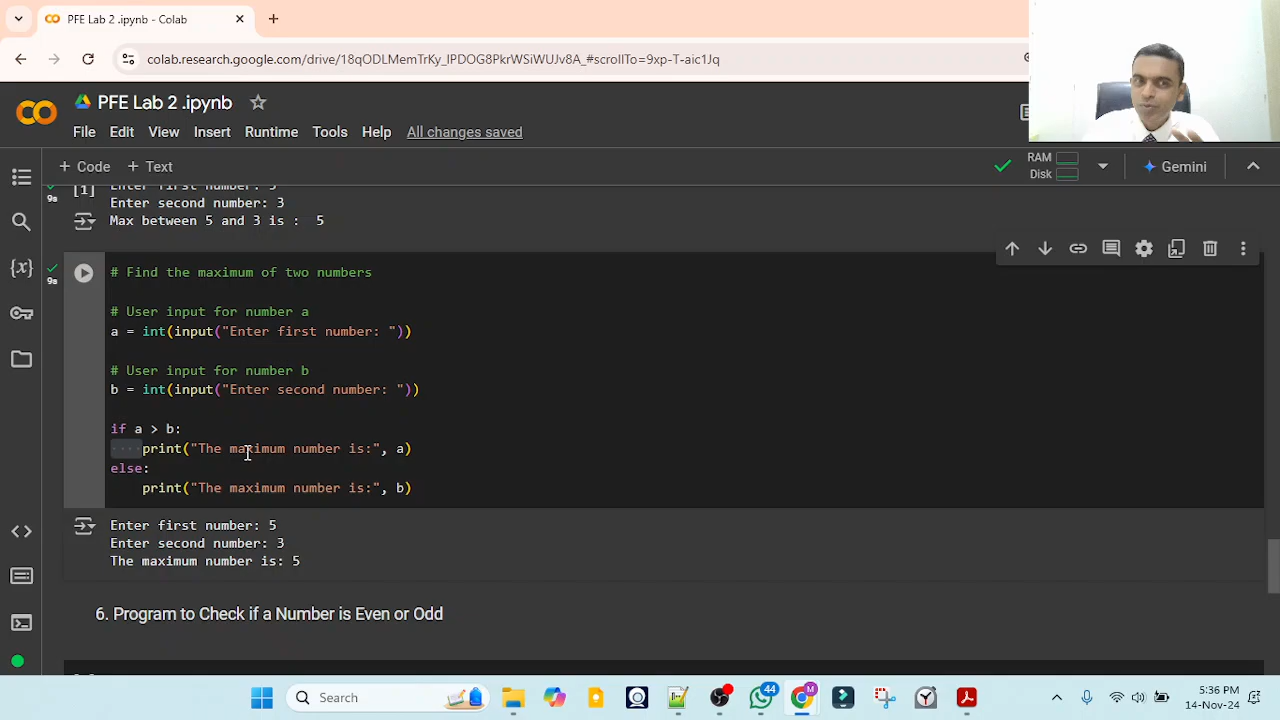 PFE Lab 2 .ipynb - Colab
colab.research.google.com/drive/18qODLMemTrKy_IPDOG8PkrWSiWUJv8A_#scrollTo=9xp-T-aic1Jq
PFE Lab 2 .ipynb
File Edit View Insert Runtime Tools Help All changes saved
+ Code + Text
RAM
Disk
Gemini
[1]
9s
Enter first number: 5
Enter second number: 3
Max between 5 and 3 is : 5
9s
# Find the maximum of two numbers
# User input for number a
a = int(input("Enter first number: "))
# User input for number b
b = int(input("Enter second number: "))
if a > b:
print("The maximum number is:", a)
else:
print("The maximum number is:", b)
Enter first number: 5
Enter second number: 3
The maximum number is: 5
6. Program to Check if a Number is Even or Odd
Search
44
M
5:36 PM
14-Nov-24